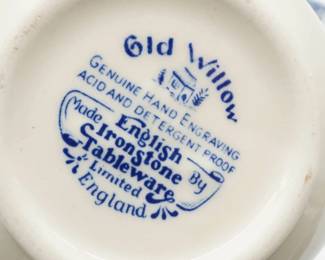 Old Willow
GENUINE HAND ENGRAVING
ACID AND DETERGENT PROOF
Made By
English
Ironstone
Tableware
Limited
England